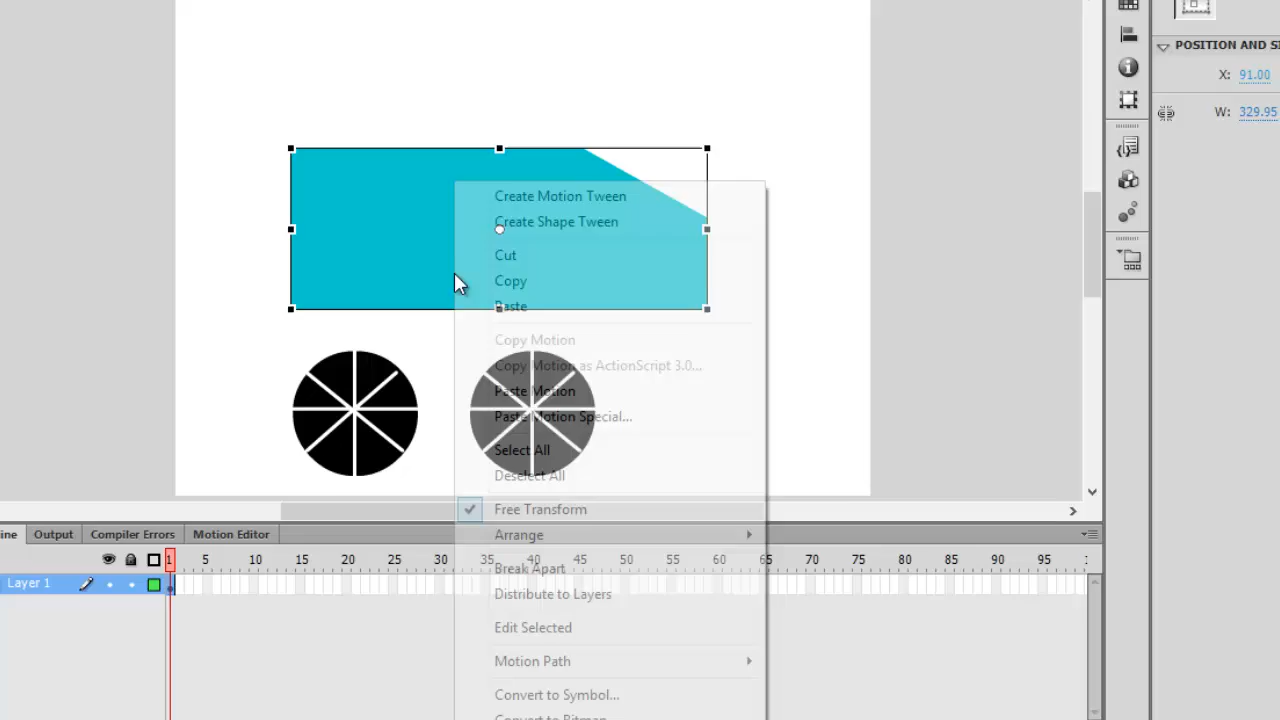 POSITION AND SI
X: 91.00
W: 329.95
Create Motion Tween
Create Shape Tween
Cut
Copy
Paste
Copy Motion
Copy Motion as ActionScript 3.0...
Paste Motion
Paste Motion Special...
Select All
Deselect All
Free Transform
Arrange
Break Apart
Distribute to Layers
Edit Selected
Motion Path
Convert to Symbol...
Convert to Bitmap
ine Output Compiler Errors Motion Editor
1 5 10 15 20 25 30 35 40 45 50 55 60 65 70 75 80 85 90 95
Layer 1